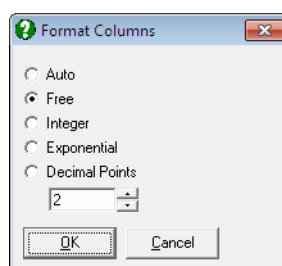 Format Columns
Auto
Free
Integer
Exponential
Decimal Points
2
OK
Cancel